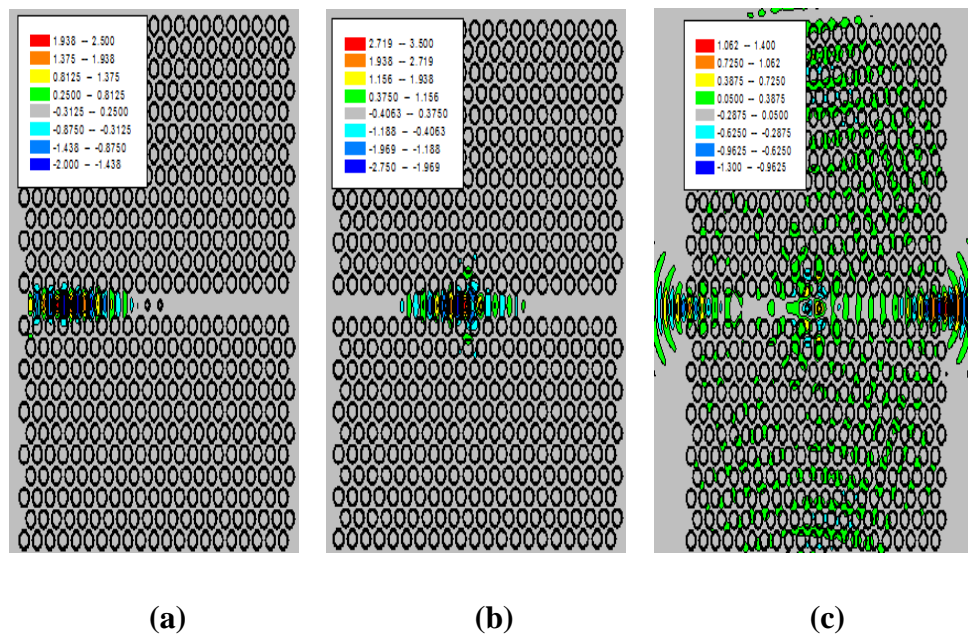 1.938 -- 2.500
1.375 -- 1.938
0.8125 -- 1.375
0.2500 -- 0.8125
-0.3125 -- 0.2500
-0.8750 -- -0.3125
-1.438 -- -0.8750
-2.000 -- -1.438
2.719 -- 3.500
1.938 -- 2.719
1.156 -- 1.938
0.3750 -- 1.156
-0.4063 -- 0.3750
-1.188 -- -0.4063
-1.969 -- -1.188
-2.750 -- -1.969
1.062 -- 1.400
0.7250 -- 1.062
0.3875 -- 0.7250
0.0500 -- 0.3875
-0.2875 -- 0.0500
-0.6250 -- -0.2875
-0.9625 -- -0.6250
-1.300 -- -0.9625
(a)
(b)
(c)